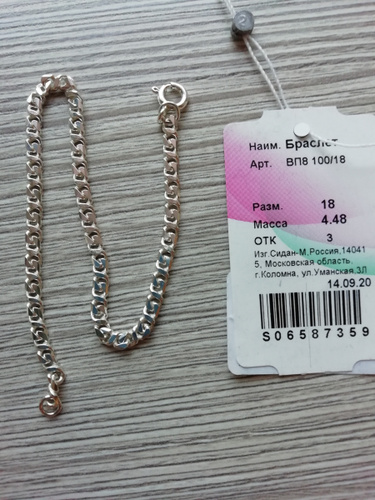 Наим. Браслет
Арт. ВП8 100/18
Разм. 18
Масса 4.48
ОТК 3
Изг.Сидан-М,Россия,14041
5, Московская область,
г.Коломна, ул.Уманская,3Л
14.09.20
S06587359